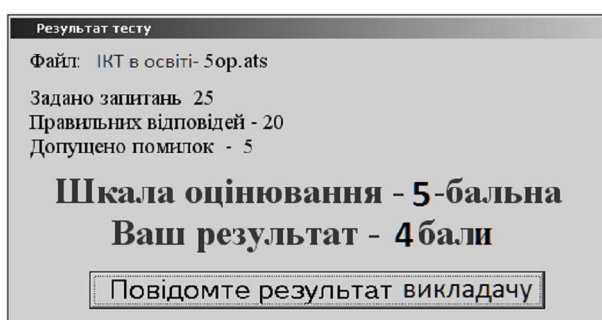 Результат тесту
Файл: ІКТ в освіті- 5op.ats
Задано запитань 25
Правильних відповідей - 20
Допущено помилок - 5
Шкала оцінювання - 5-бальна
Ваш результат - 4 бали
Повідомте результат викладачу